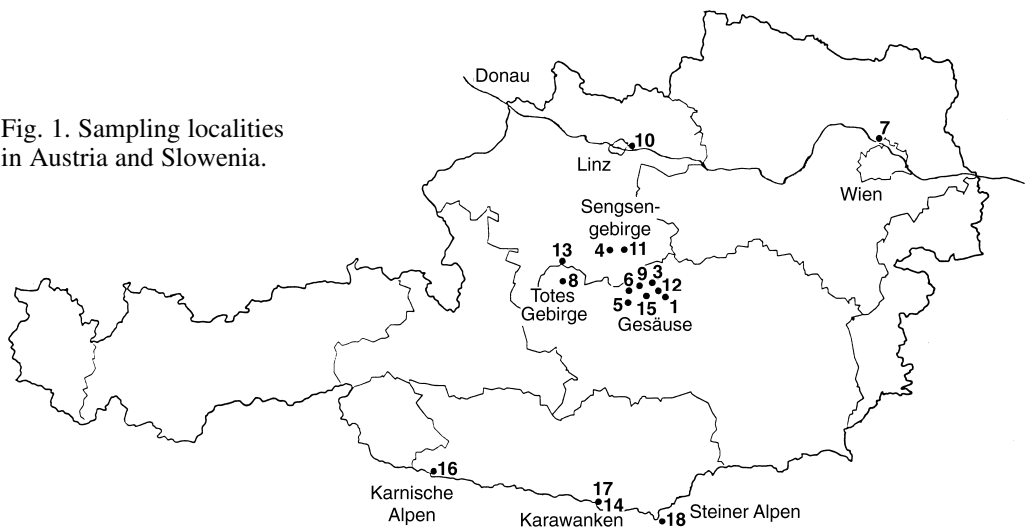 Donau
Fig. 1. Sampling localities
in Austria and Slowenia.
7
10
Linz
Wien
Sengsen-
gebirge
4 11
13
8
9 3
6 12
5 15 1
Totes
Gebirge
Gesäuse
16
Karnische
Alpen
17
14
Karawanken
18 Steiner Alpen